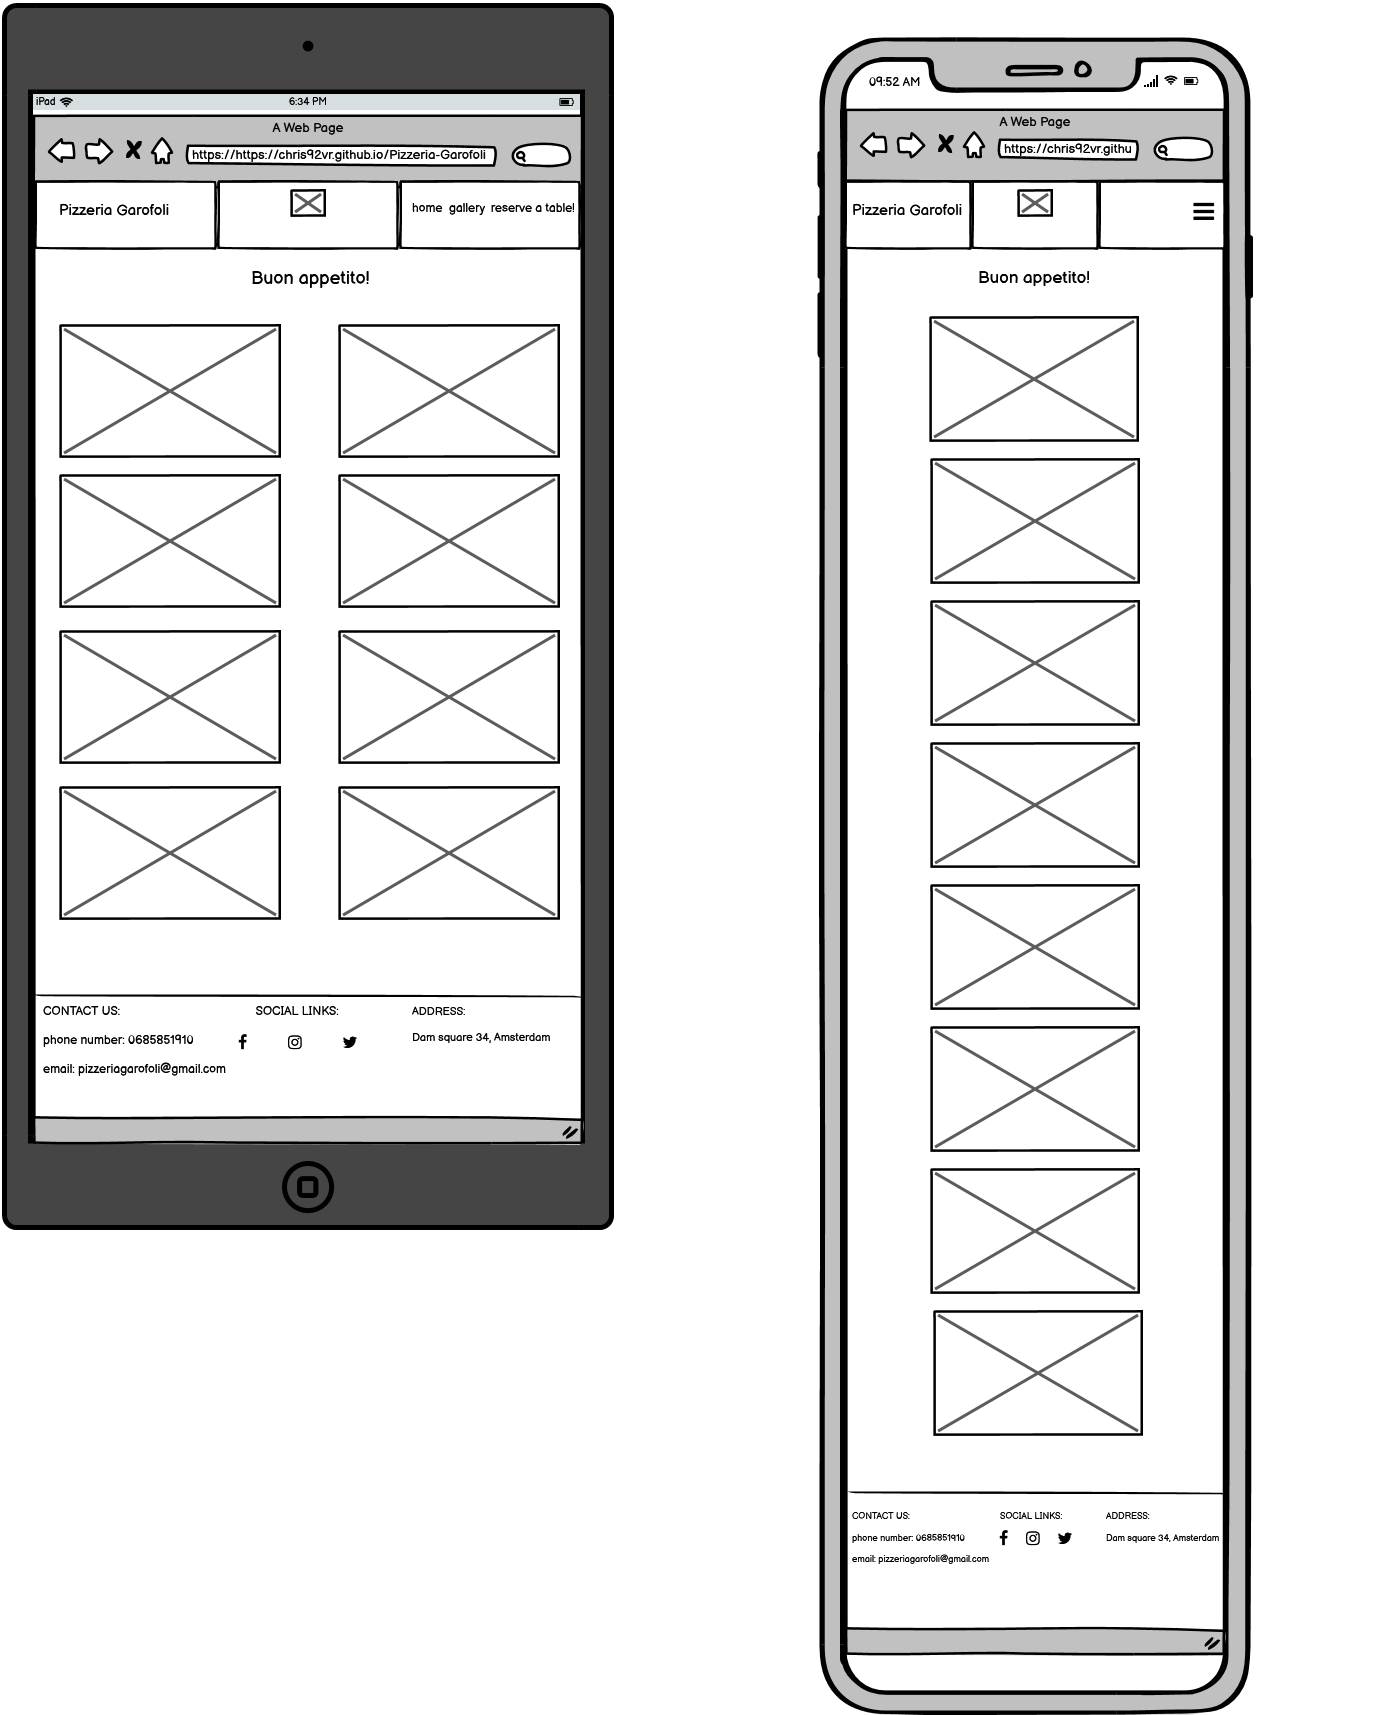 iPad 6:34 PM
A Web Page
https://https://chris92vr.github.io/Pizzeria-Garofoli
Pizzeria Garofoli
home gallery reserve a table!
Buon appetito!
CONTACT US: SOCIAL LINKS: ADDRESS:
phone number: 0685851910 Dam square 34, Amsterdam
email: pizzeriagarofoli@gmail.com
09:52 AM
A Web Page
https://chris92vr.githu
Pizzeria Garofoli
Buon appetito!
CONTACT US: SOCIAL LINKS: ADDRESS:
phone number: 0685851910 Dam square 34, Amsterdam
email: pizzeriagarofoli@gmail.com